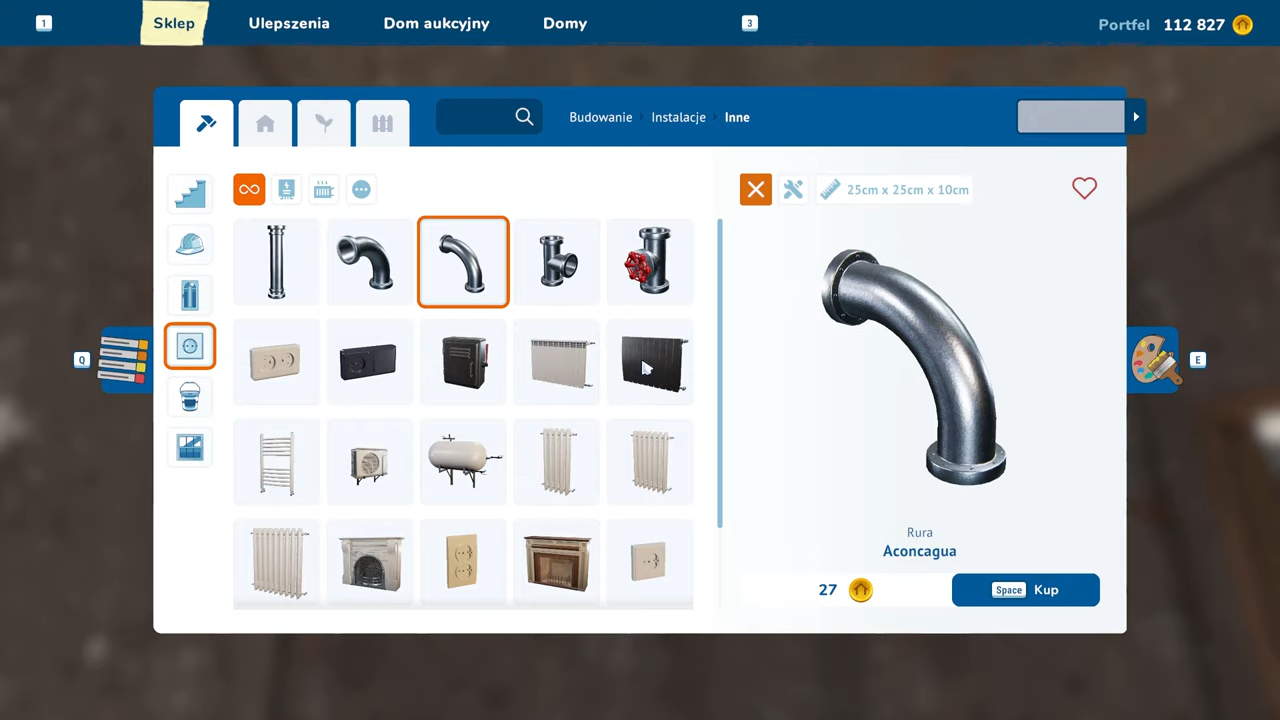 1
Sklep
Ulepszenia
Dom aukcyjny
Domy
3
Portfel 112 827
Budowanie Instalacje Inne
25cm x 25cm x 10cm
Q
E
Rura
Aconcagua
27
Space Kup